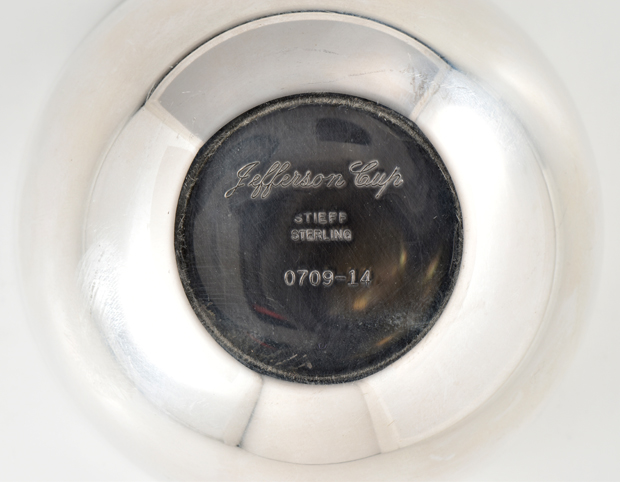 Jefferson Cup
STIEFF
STERLING
0709-14